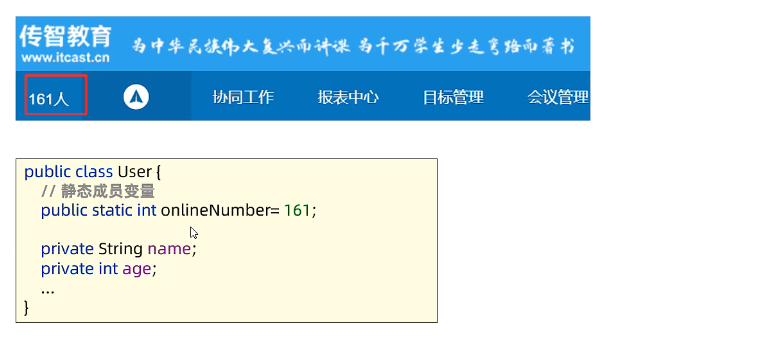 传智教育
www.itcast.cn
为中华民族伟大复兴而讲课 为千万学生少走弯路而著书
161人 协同工作 报表中心 目标管理 会议管理
public class User {
// 静态成员变量
public static int onlineNumber= 161;
private String name;
private int age;
...
}